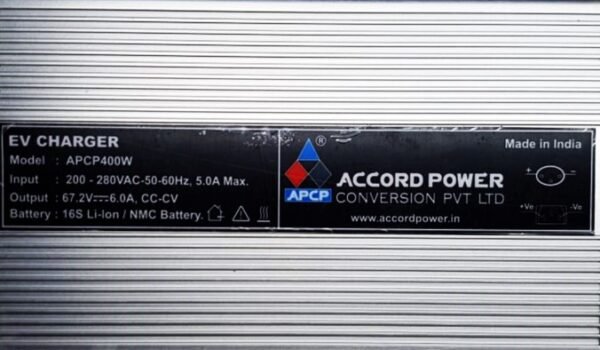 EV CHARGER
Model : APCP400W
Input : 200 - 280VAC-50-60Hz, 5.0A Max.
Output : 67.2V⎓6.0A, CC-CV
Battery : 16S Li-Ion / NMC Battery.
®
APCP
ACCORD POWER
CONVERSION PVT LTD
www.accordpower.in
Made in India
+ -
+Ve -Ve